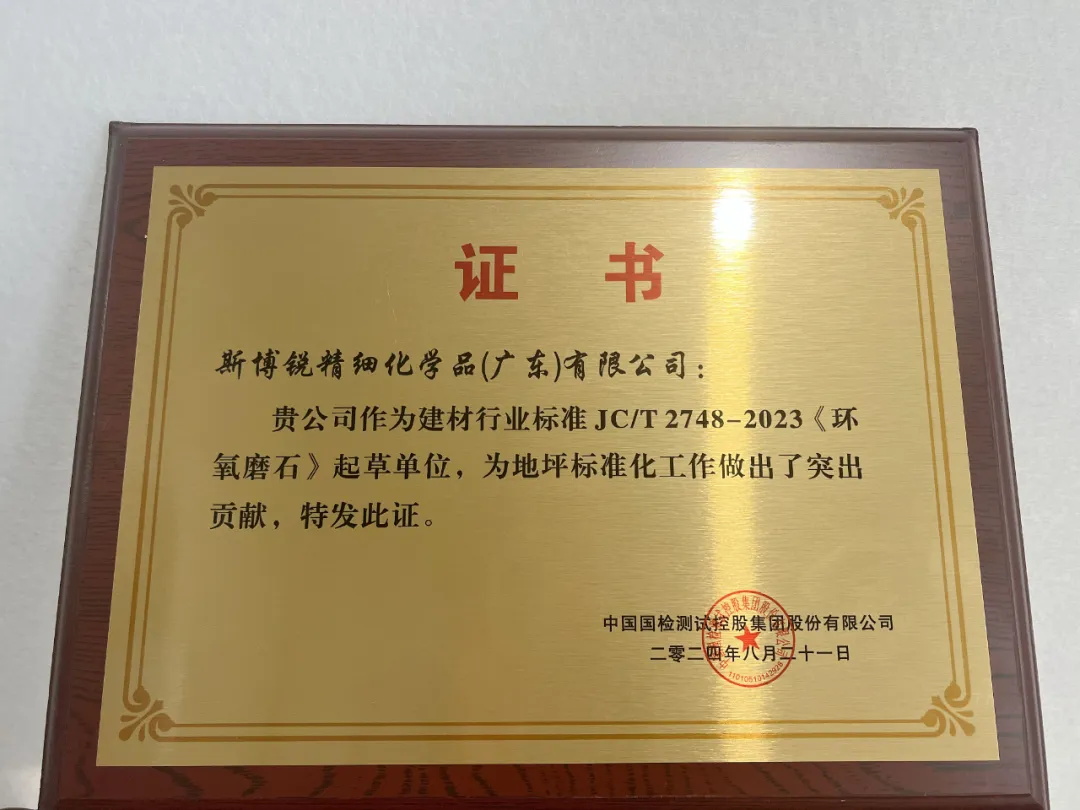 证 书
斯博锐精细化学品(广东)有限公司：
贵公司作为建材行业标准 JC/T 2748-2023《环
氧磨石》起草单位，为地坪标准化工作做出了突出
贡献，特发此证。
中国国检测试控股集团股份有限公司
二零二四年八月二十一日